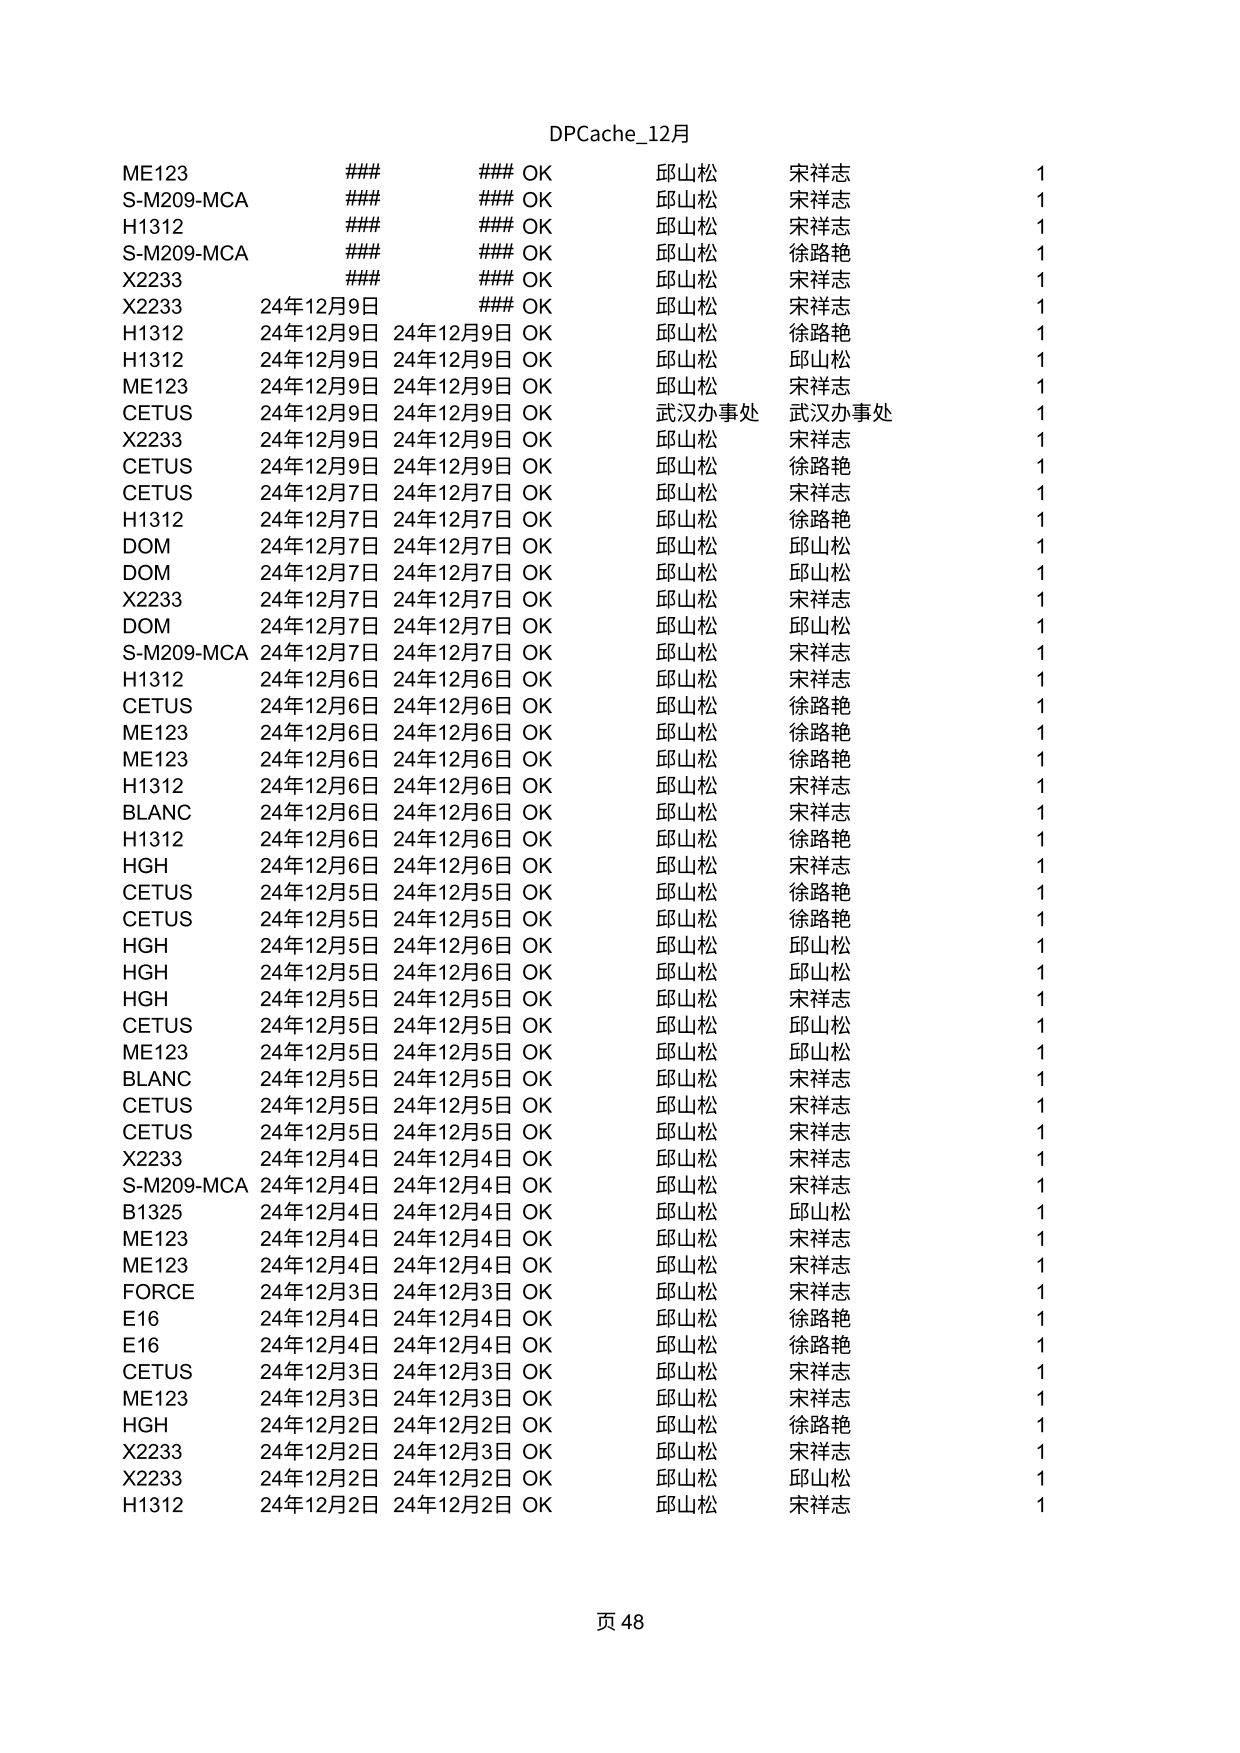 DPCache_12月
ME123 ### ### OK 邱山松 宋祥志 1
S-M209-MCA ### ### OK 邱山松 宋祥志 1
H1312 ### ### OK 邱山松 宋祥志 1
S-M209-MCA ### ### OK 邱山松 徐路艳 1
X2233 ### ### OK 邱山松 宋祥志 1
X2233 24年12月9日 ### OK 邱山松 宋祥志 1
H1312 24年12月9日 24年12月9日 OK 邱山松 徐路艳 1
H1312 24年12月9日 24年12月9日 OK 邱山松 邱山松 1
ME123 24年12月9日 24年12月9日 OK 邱山松 宋祥志 1
CETUS 24年12月9日 24年12月9日 OK 武汉办事处 武汉办事处 1
X2233 24年12月9日 24年12月9日 OK 邱山松 宋祥志 1
CETUS 24年12月9日 24年12月9日 OK 邱山松 徐路艳 1
CETUS 24年12月7日 24年12月7日 OK 邱山松 宋祥志 1
H1312 24年12月7日 24年12月7日 OK 邱山松 徐路艳 1
DOM 24年12月7日 24年12月7日 OK 邱山松 邱山松 1
DOM 24年12月7日 24年12月7日 OK 邱山松 邱山松 1
X2233 24年12月7日 24年12月7日 OK 邱山松 宋祥志 1
DOM 24年12月7日 24年12月7日 OK 邱山松 邱山松 1
S-M209-MCA 24年12月7日 24年12月7日 OK 邱山松 宋祥志 1
H1312 24年12月6日 24年12月6日 OK 邱山松 宋祥志 1
CETUS 24年12月6日 24年12月6日 OK 邱山松 徐路艳 1
ME123 24年12月6日 24年12月6日 OK 邱山松 徐路艳 1
ME123 24年12月6日 24年12月6日 OK 邱山松 徐路艳 1
H1312 24年12月6日 24年12月6日 OK 邱山松 宋祥志 1
BLANC 24年12月6日 24年12月6日 OK 邱山松 宋祥志 1
H1312 24年12月6日 24年12月6日 OK 邱山松 徐路艳 1
HGH 24年12月6日 24年12月6日 OK 邱山松 宋祥志 1
CETUS 24年12月5日 24年12月5日 OK 邱山松 徐路艳 1
CETUS 24年12月5日 24年12月5日 OK 邱山松 徐路艳 1
HGH 24年12月5日 24年12月6日 OK 邱山松 邱山松 1
HGH 24年12月5日 24年12月6日 OK 邱山松 邱山松 1
HGH 24年12月5日 24年12月5日 OK 邱山松 宋祥志 1
CETUS 24年12月5日 24年12月5日 OK 邱山松 邱山松 1
ME123 24年12月5日 24年12月5日 OK 邱山松 邱山松 1
BLANC 24年12月5日 24年12月5日 OK 邱山松 宋祥志 1
CETUS 24年12月5日 24年12月5日 OK 邱山松 宋祥志 1
CETUS 24年12月5日 24年12月5日 OK 邱山松 宋祥志 1
X2233 24年12月4日 24年12月4日 OK 邱山松 宋祥志 1
S-M209-MCA 24年12月4日 24年12月4日 OK 邱山松 宋祥志 1
B1325 24年12月4日 24年12月4日 OK 邱山松 邱山松 1
ME123 24年12月4日 24年12月4日 OK 邱山松 宋祥志 1
ME123 24年12月4日 24年12月4日 OK 邱山松 宋祥志 1
FORCE 24年12月3日 24年12月3日 OK 邱山松 宋祥志 1
E16 24年12月4日 24年12月4日 OK 邱山松 徐路艳 1
E16 24年12月4日 24年12月4日 OK 邱山松 徐路艳 1
CETUS 24年12月3日 24年12月3日 OK 邱山松 宋祥志 1
ME123 24年12月3日 24年12月3日 OK 邱山松 宋祥志 1
HGH 24年12月2日 24年12月2日 OK 邱山松 徐路艳 1
X2233 24年12月2日 24年12月3日 OK 邱山松 宋祥志 1
X2233 24年12月2日 24年12月2日 OK 邱山松 邱山松 1
H1312 24年12月2日 24年12月2日 OK 邱山松 宋祥志 1
页 48